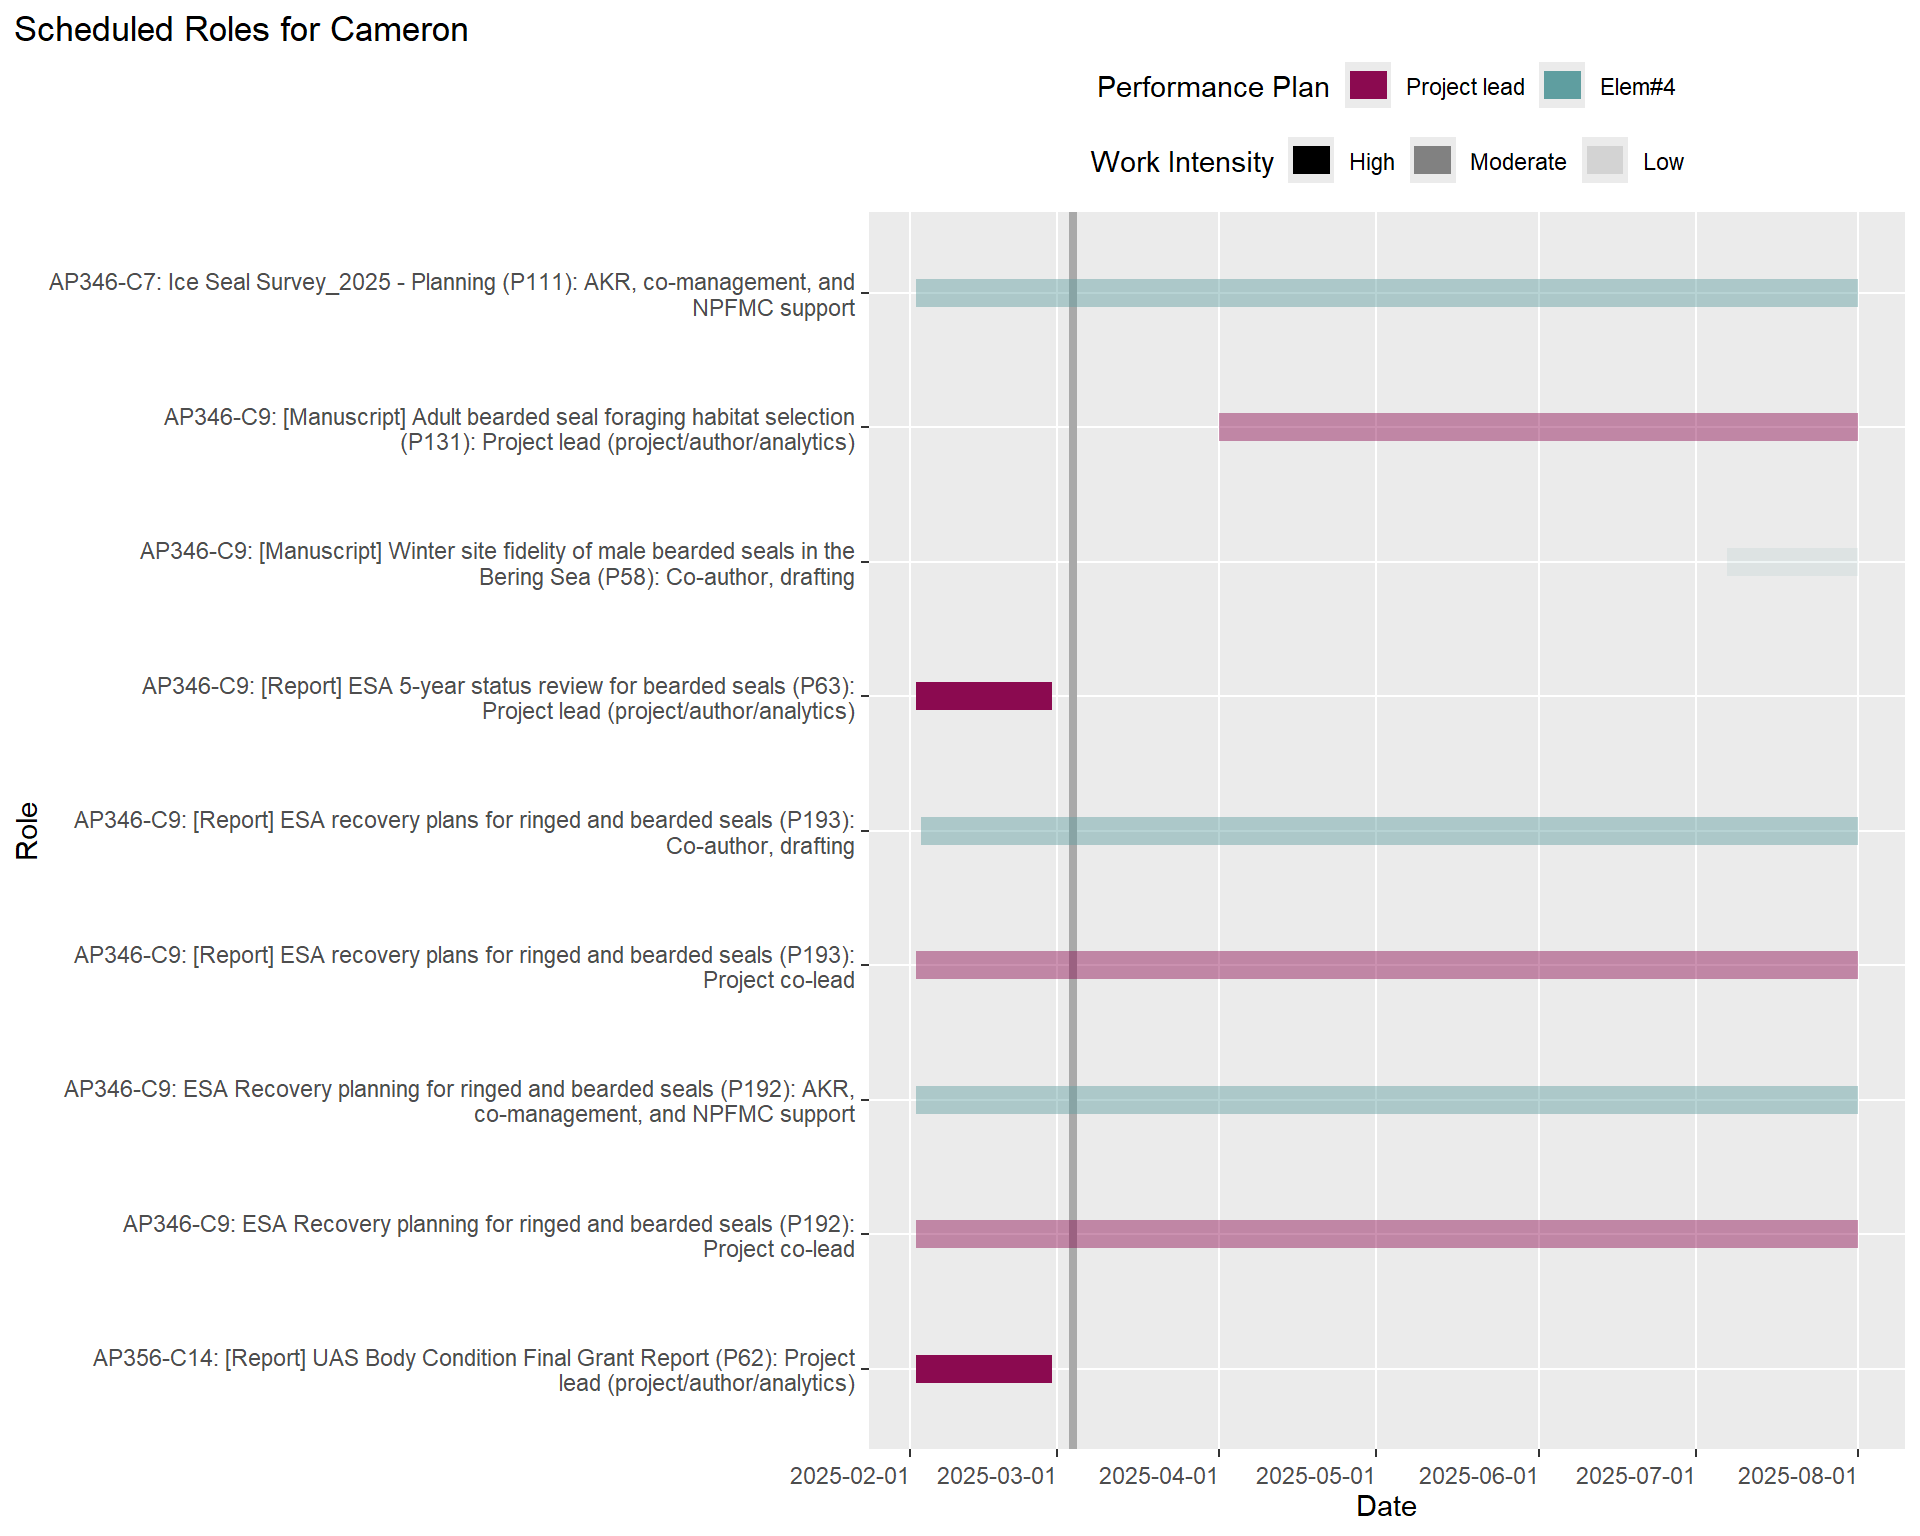 Scheduled Roles for Cameron
Performance Plan Project lead Elem#4
Work Intensity High Moderate Low
AP346-C7: Ice Seal Survey_2025 - Planning (P111): AKR, co-management, and
NPFMC support
AP346-C9: [Manuscript] Adult bearded seal foraging habitat selection
(P131): Project lead (project/author/analytics)
AP346-C9: [Manuscript] Winter site fidelity of male bearded seals in the
Bering Sea (P58): Co-author, drafting
AP346-C9: [Report] ESA 5-year status review for bearded seals (P63):
Project lead (project/author/analytics)
AP346-C9: [Report] ESA recovery plans for ringed and bearded seals (P193):
Co-author, drafting
AP346-C9: [Report] ESA recovery plans for ringed and bearded seals (P193):
Project co-lead
AP346-C9: ESA Recovery planning for ringed and bearded seals (P192): AKR,
co-management, and NPFMC support
AP346-C9: ESA Recovery planning for ringed and bearded seals (P192):
Project co-lead
AP356-C14: [Report] UAS Body Condition Final Grant Report (P62): Project
lead (project/author/analytics)
Role
2025-02-01 2025-03-01 2025-04-01 2025-05-01 2025-06-01 2025-07-01 2025-08-01
Date